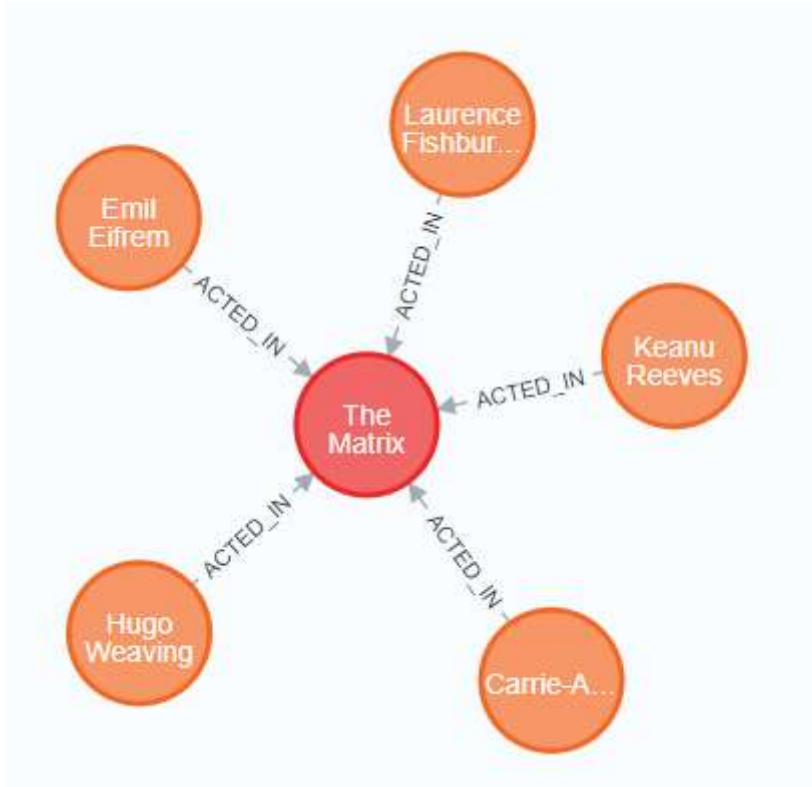 Laurence
Fishbur...
Emil
Eifrem
ACTED_IN
ACTED_IN
Keanu
Reeves
ACTED_IN
The
Matrix
ACTED_IN
ACTED_IN
Hugo
Weaving
Carrie-A...